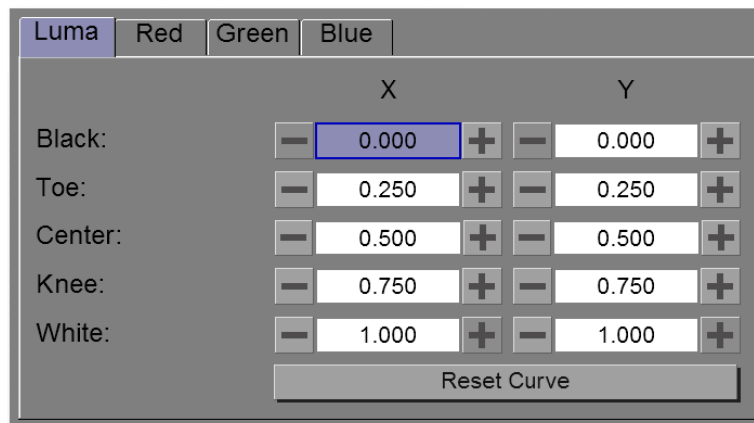 Luma Red Green Blue
X Y
Black: 0.000 0.000
Toe: 0.250 0.250
Center: 0.500 0.500
Knee: 0.750 0.750
White: 1.000 1.000
Reset Curve